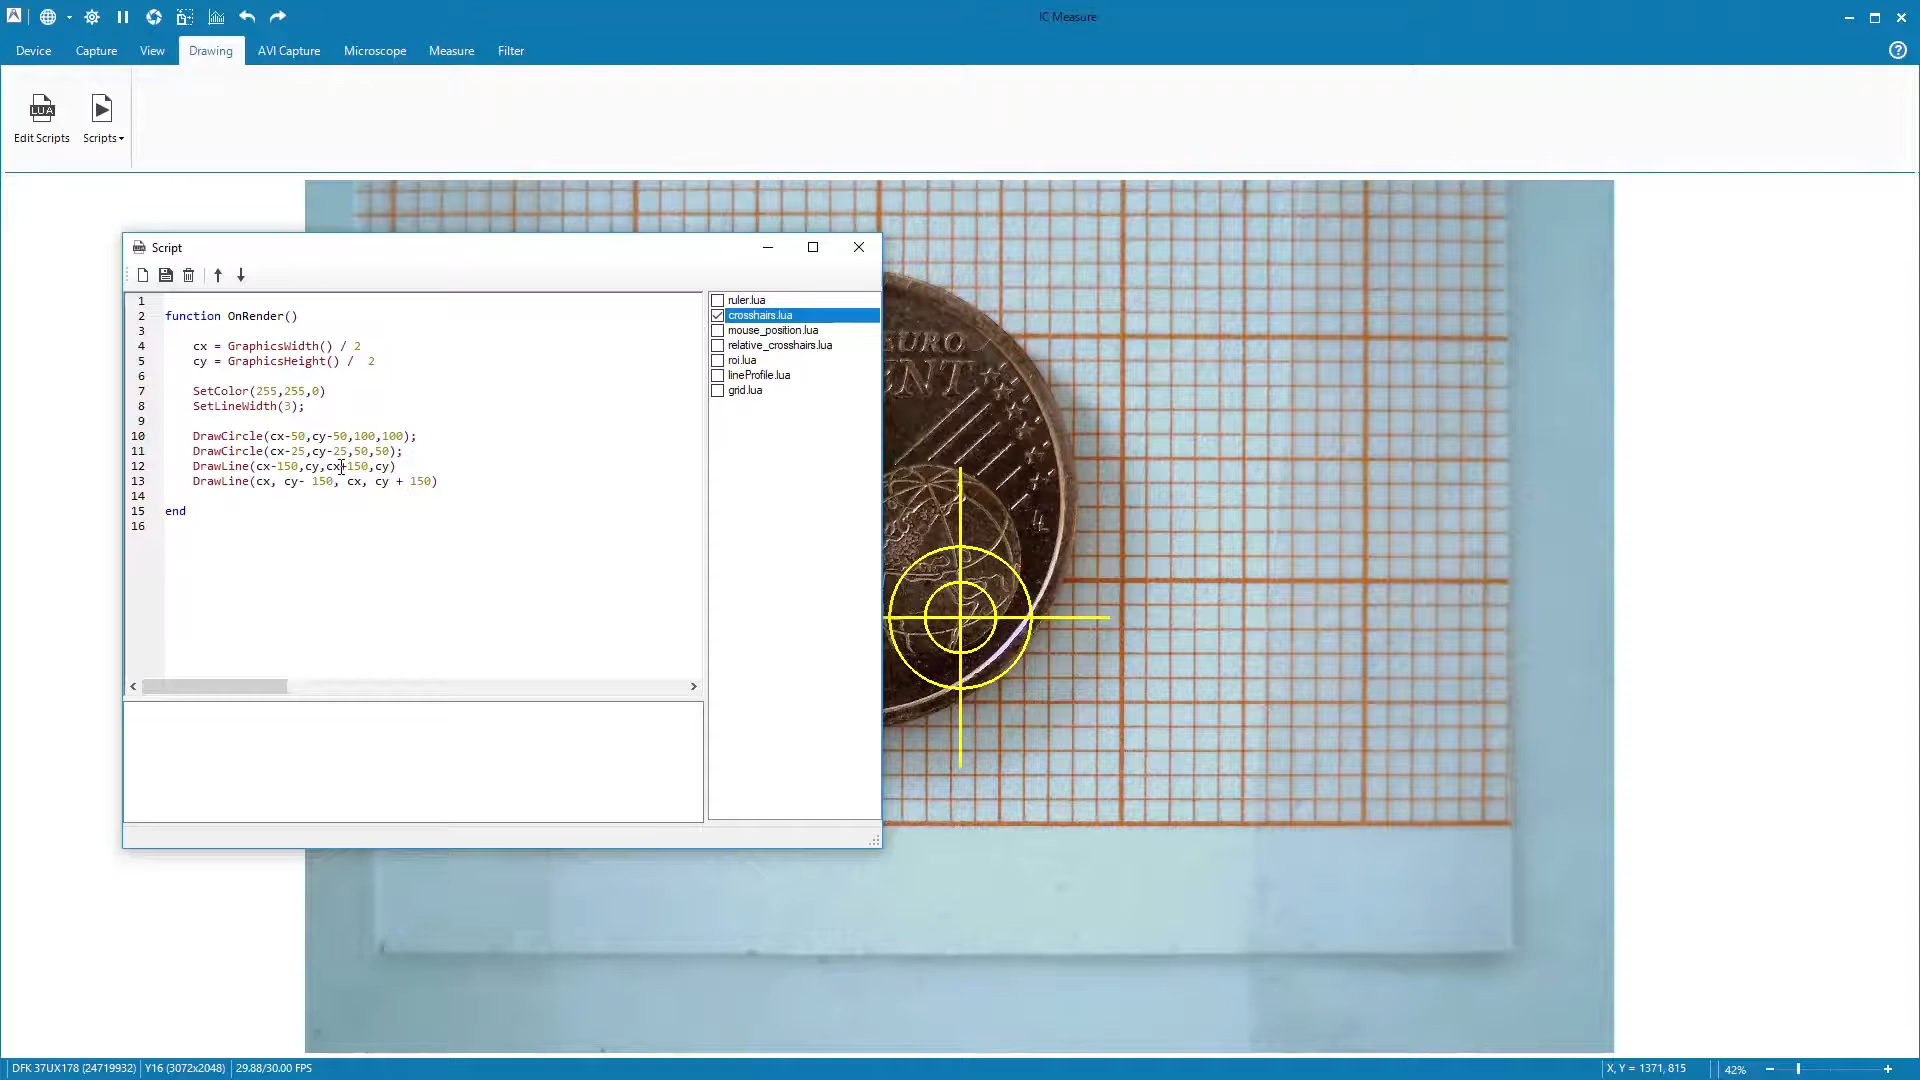 IC Measure
Device Capture View Drawing AVI Capture Microscope Measure Filter
LUA
Edit Scripts Scripts
Script
1
2 function OnRender()
3
4 cx = GraphicsWidth() / 2
5 cy = GraphicsHeight() / 2
6
7 SetColor(255,255,0)
8 SetLineWidth(3);
9
10 DrawCircle(cx-50,cy-50,100,100);
11 DrawCircle(cx-25,cy-25,50,50);
12 DrawLine(cx-150,cy,cx+150,cy)
13 DrawLine(cx, cy- 150, cx, cy + 150)
14
15 end
16
ruler.lua
crosshairs.lua
mouse_position.lua
relative_crosshairs.lua
roi.lua
lineProfile.lua
grid.lua
EURO
ENT
DFK 37UX178 (24719932) Y16 (3072x2048) 29.88/30.00 FPS X, Y = 1371, 815 42%